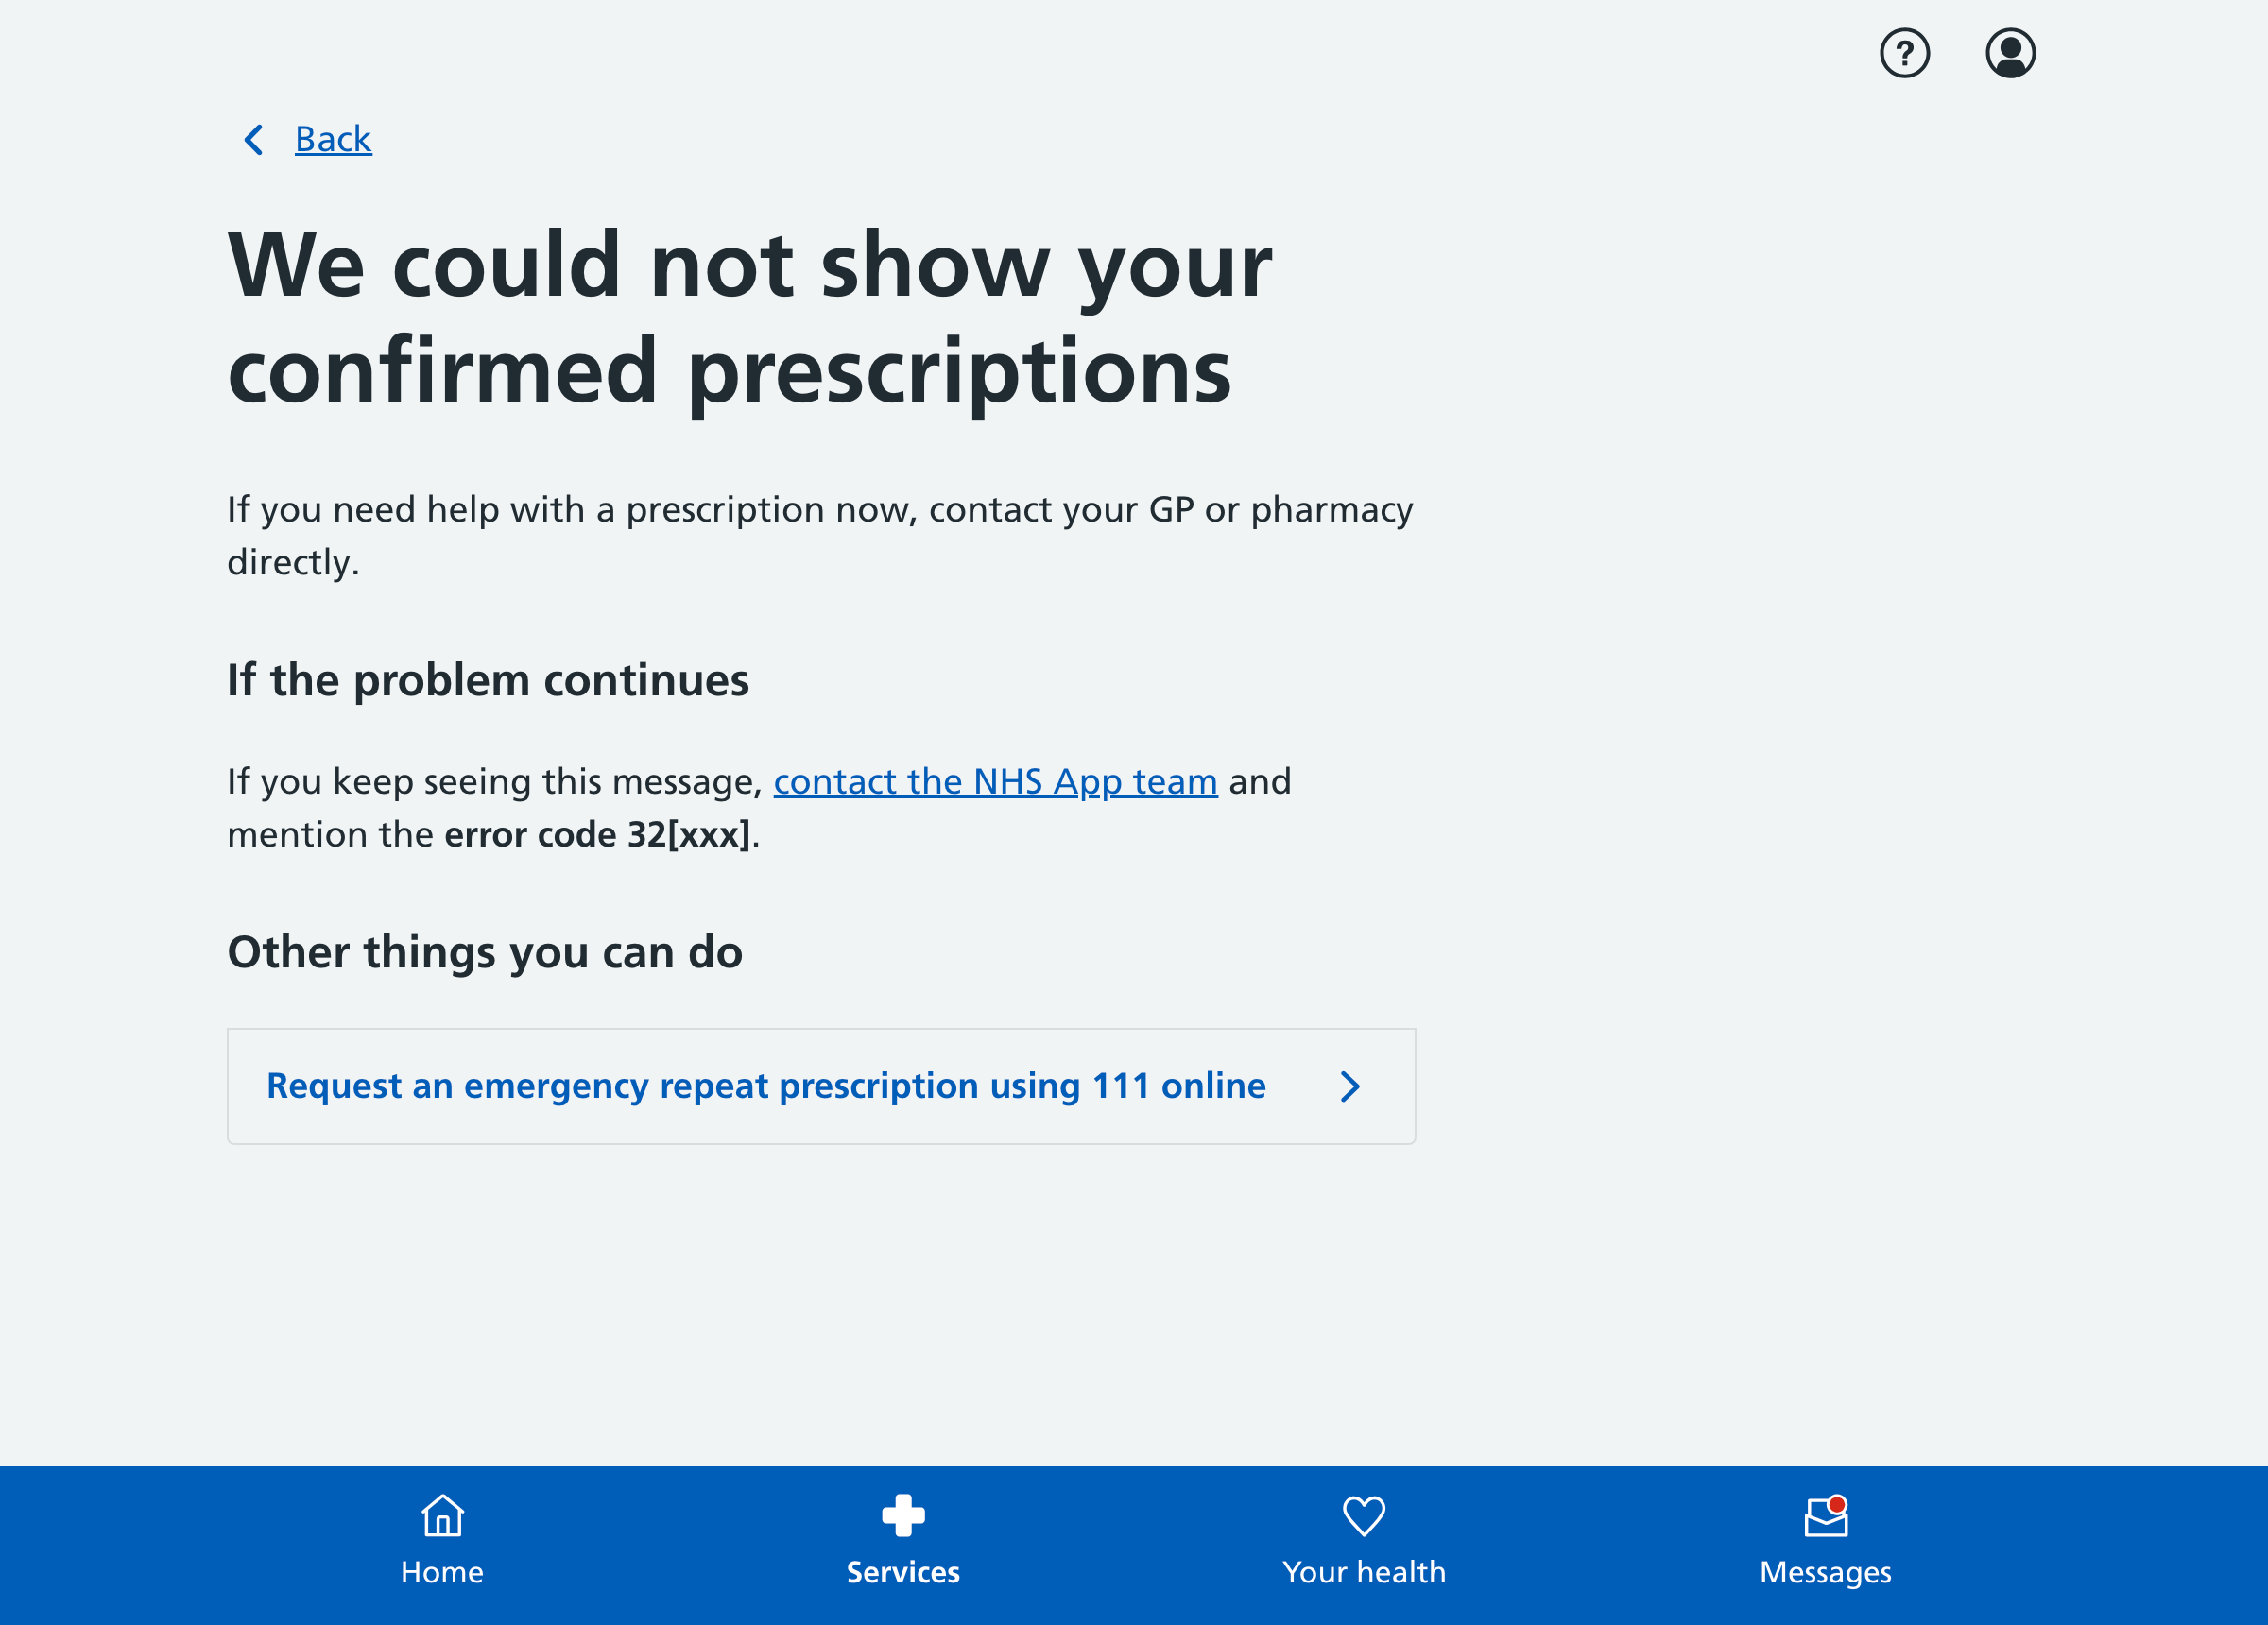 Back
We could not show your
confirmed prescriptions
If you need help with a prescription now, contact your GP or pharmacy
directly.
If the problem continues
If you keep seeing this message, contact the NHS App team and
mention the error code 32[xxx].
Other things you can do
Request an emergency repeat prescription using 111 online
Home
Services
Your health
Messages